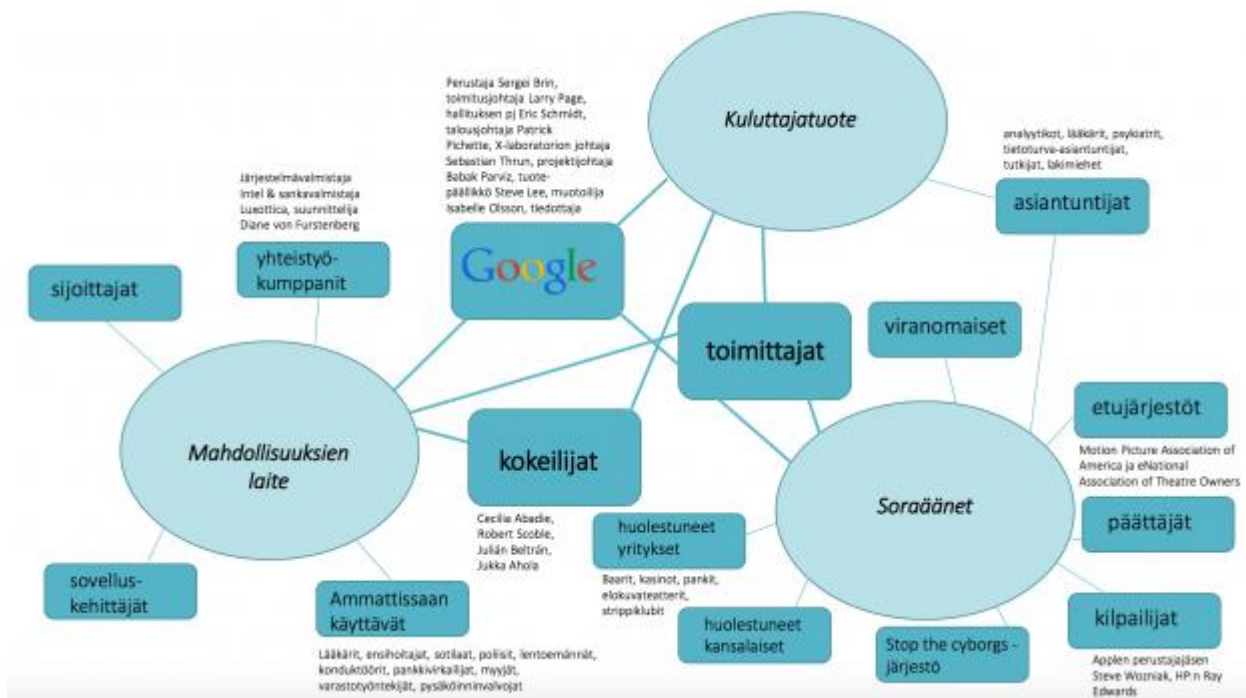 Perustaja Sergei Brin,
toimitusjohtaja Larry Page,
hallituksen pj Eric Schmidt,
talousjohtaja Patrick
Pichette, X-laboratorion johtaja
Sebastian Thrun, projektijohtaja
Babak Parviz, tuote-
päällikkö Steve Lee, muotoilija
Isabelle Olsson, tiedottaja
Google
Kuluttajatuote
analyytikot, lääkärit, psykiatrit,
tietoturva-asiantuntijat,
tutkijat, lakimiehet
asiantuntijat
Järjestelmävalmistaja
Intel & sankavalmistaja
Luxottica, suunnittelija
Diane von Furstenberg
yhteistyö-
kumppanit
sijoittajat
toimittajat
viranomaiset
etujärjestöt
Motion Picture Association of
America ja eNational
Association of Theatre Owners
Mahdollisuuksien
laite
kokeilijat
Cecilia Abadie,
Robert Scoble,
Julián Beltrán,
Jukka Ahola
Soraäänet
päättäjät
huolestuneet
yritykset
Baarit, kasinot, pankit,
elokuvateatterit,
strippiklubit
sovellus-
kehittäjät
Ammattissaan
käyttävät
Lääkärit, ensihoitajat, sotilaat, poliisit, lentoemännät,
konduktöörit, pankkivirkailijat, myyjät,
varastotyöntekijät, pysäköinninvalvojat
huolestuneet
kansalaiset
Stop the cyborgs -
järjestö
kilpailijat
Applen perustajajäsen
Steve Wozniak, HP:n Ray
Edwards